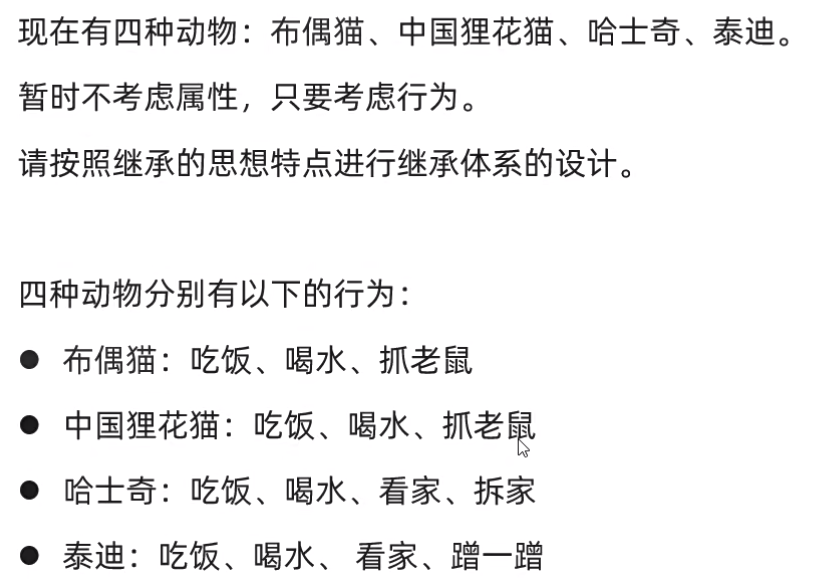 现在有四种动物：布偶猫、中国狸花猫、哈士奇、泰迪。
暂时不考虑属性，只要考虑行为。
请按照继承的思想特点进行继承体系的设计。
四种动物分别有以下的行为：
● 布偶猫：吃饭、喝水、抓老鼠
● 中国狸花猫：吃饭、喝水、抓老鼠
● 哈士奇：吃饭、喝水、看家、拆家
● 泰迪：吃饭、喝水、 看家、蹭一蹭